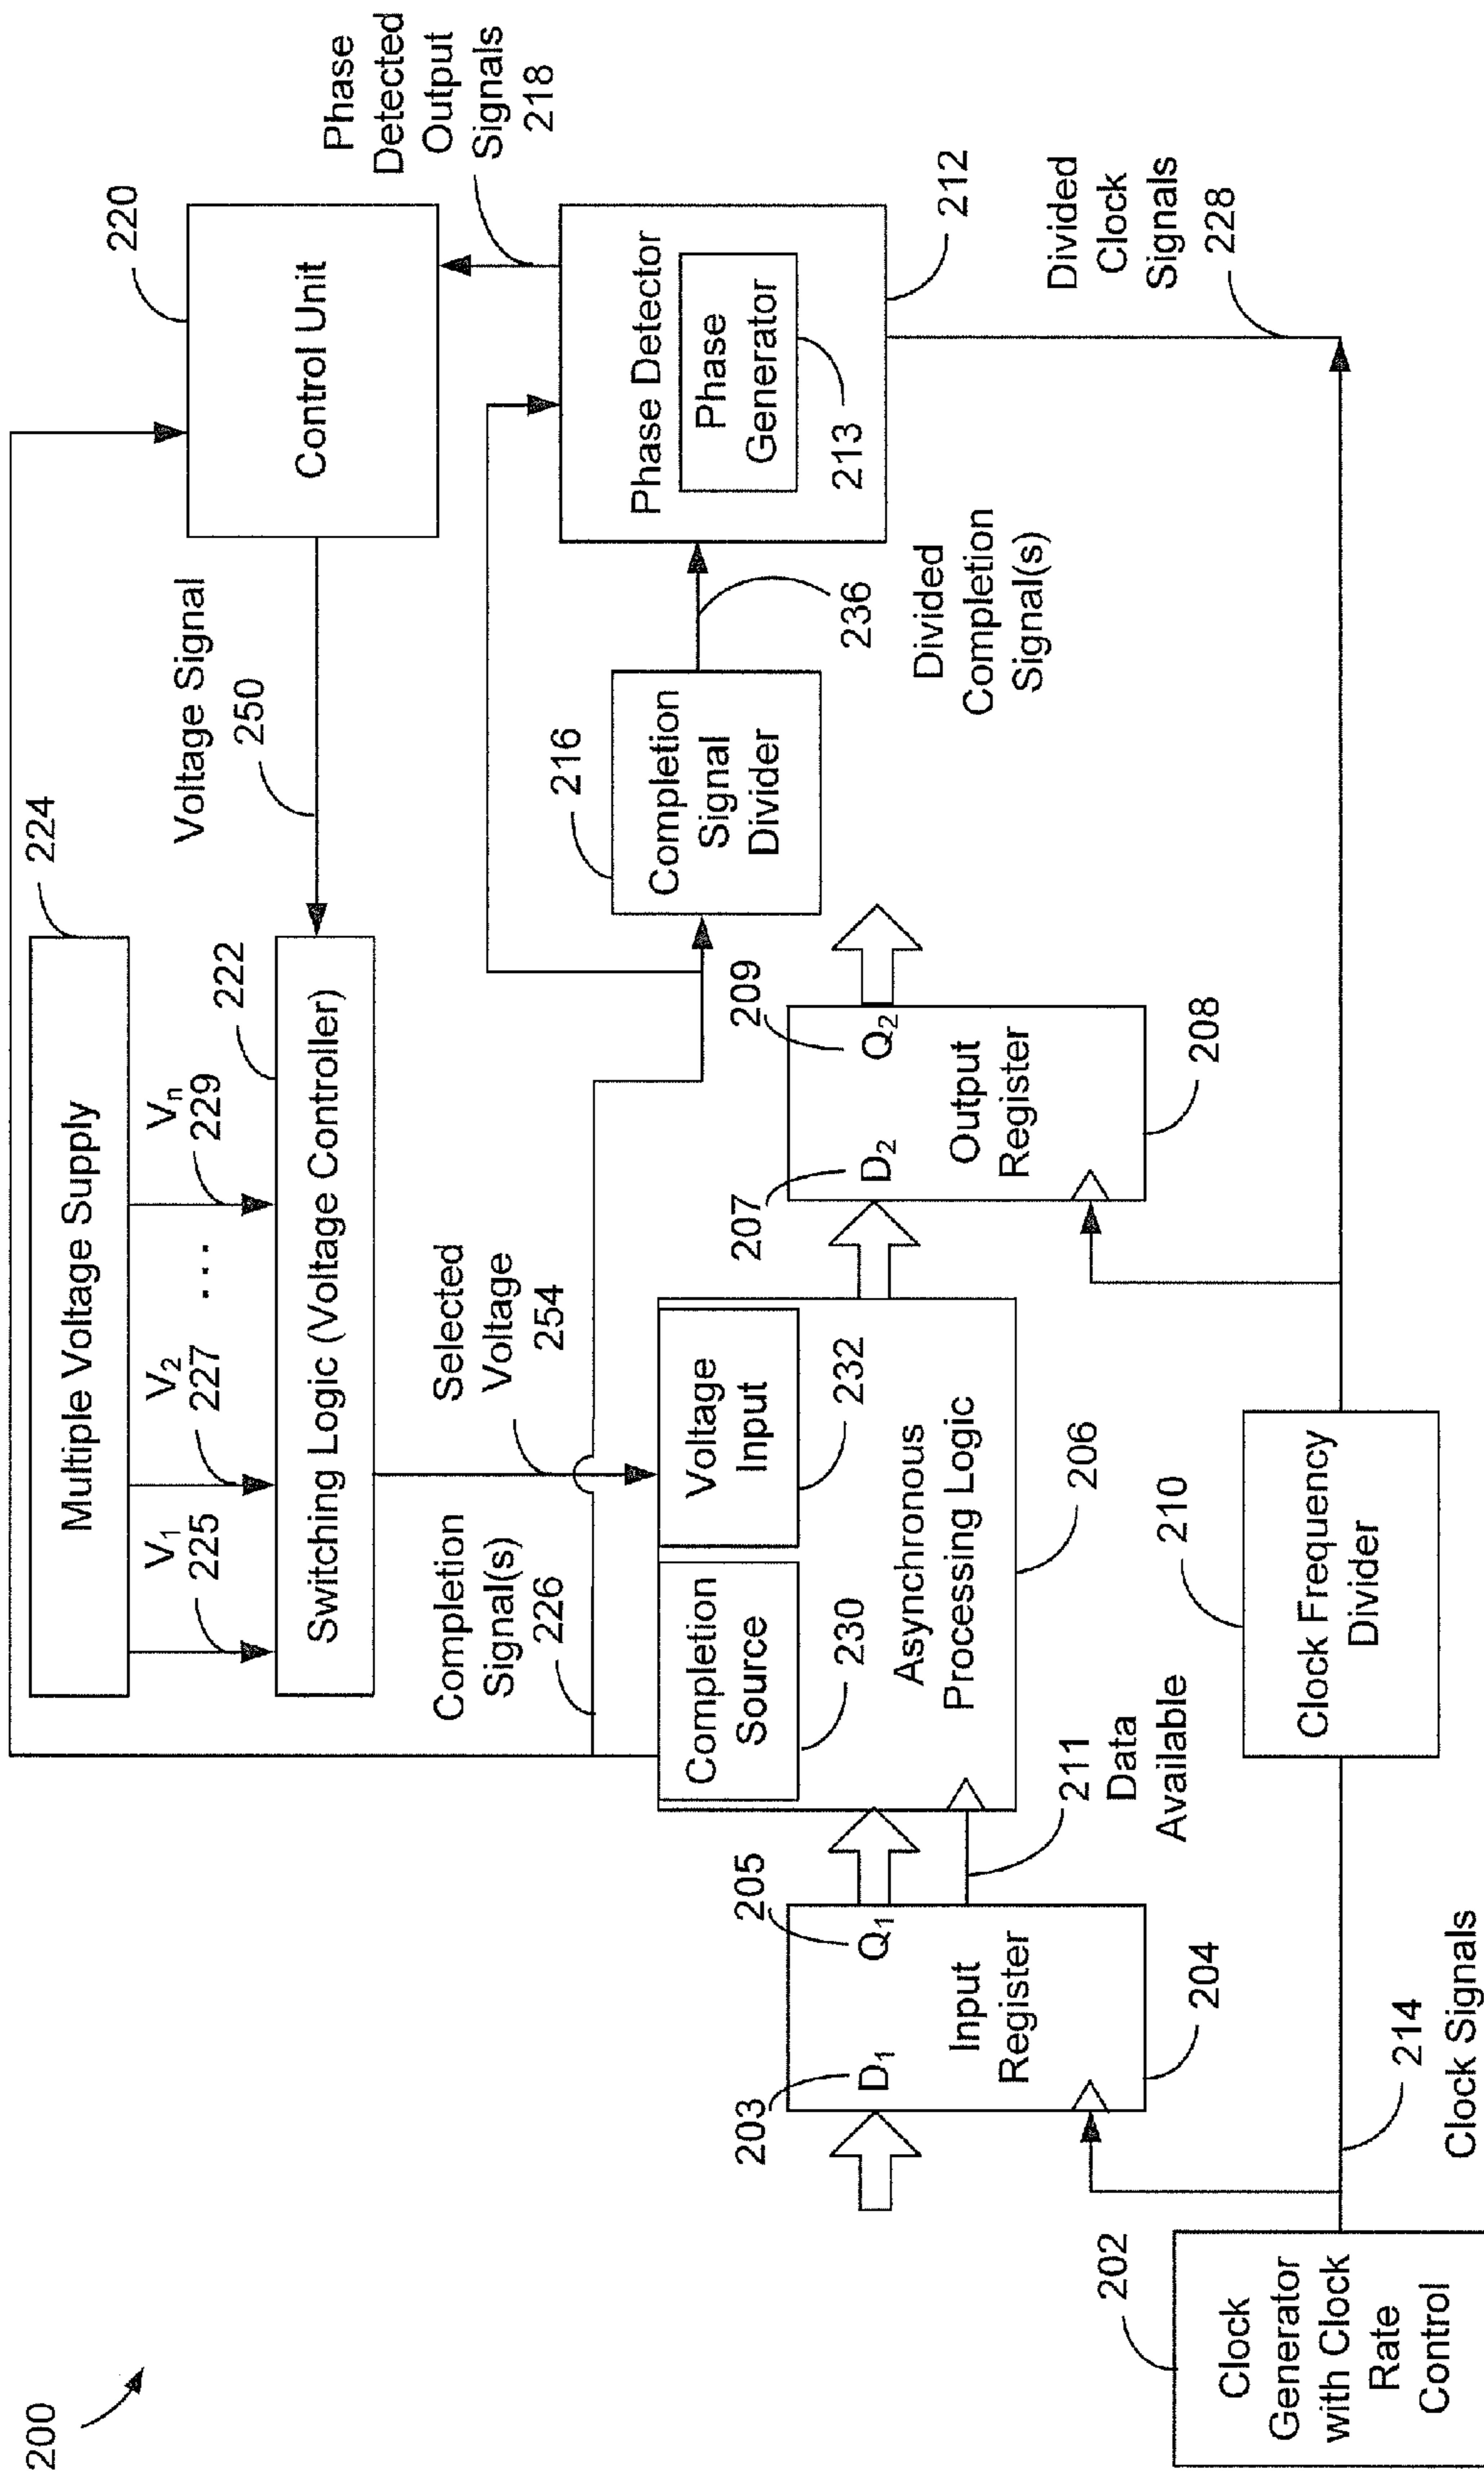 200
224
Multiple Voltage Supply
V1
225
V2
227
...
Vn
229
222
Switching Logic (Voltage Controller)
Voltage Signal
250
220
Control Unit
Phase
Detected
Output
Signals
218
Completion
Signal(s)
226
Selected
Voltage
254
216
Completion
Signal
Divider
236
Divided
Completion
Signal(s)
Phase Detector
Phase
Generator
213
212
Divided
Clock
Signals
228
Completion
Source
230
Voltage
Input
232
Asynchronous
Processing Logic
206
203
D1
205
Q1
Input
Register
204
211
Data
Available
207
D2
209
Q2
Output
Register
208
202
Clock
Generator
with Clock
Rate
Control
214
Clock Signals
210
Clock Frequency
Divider